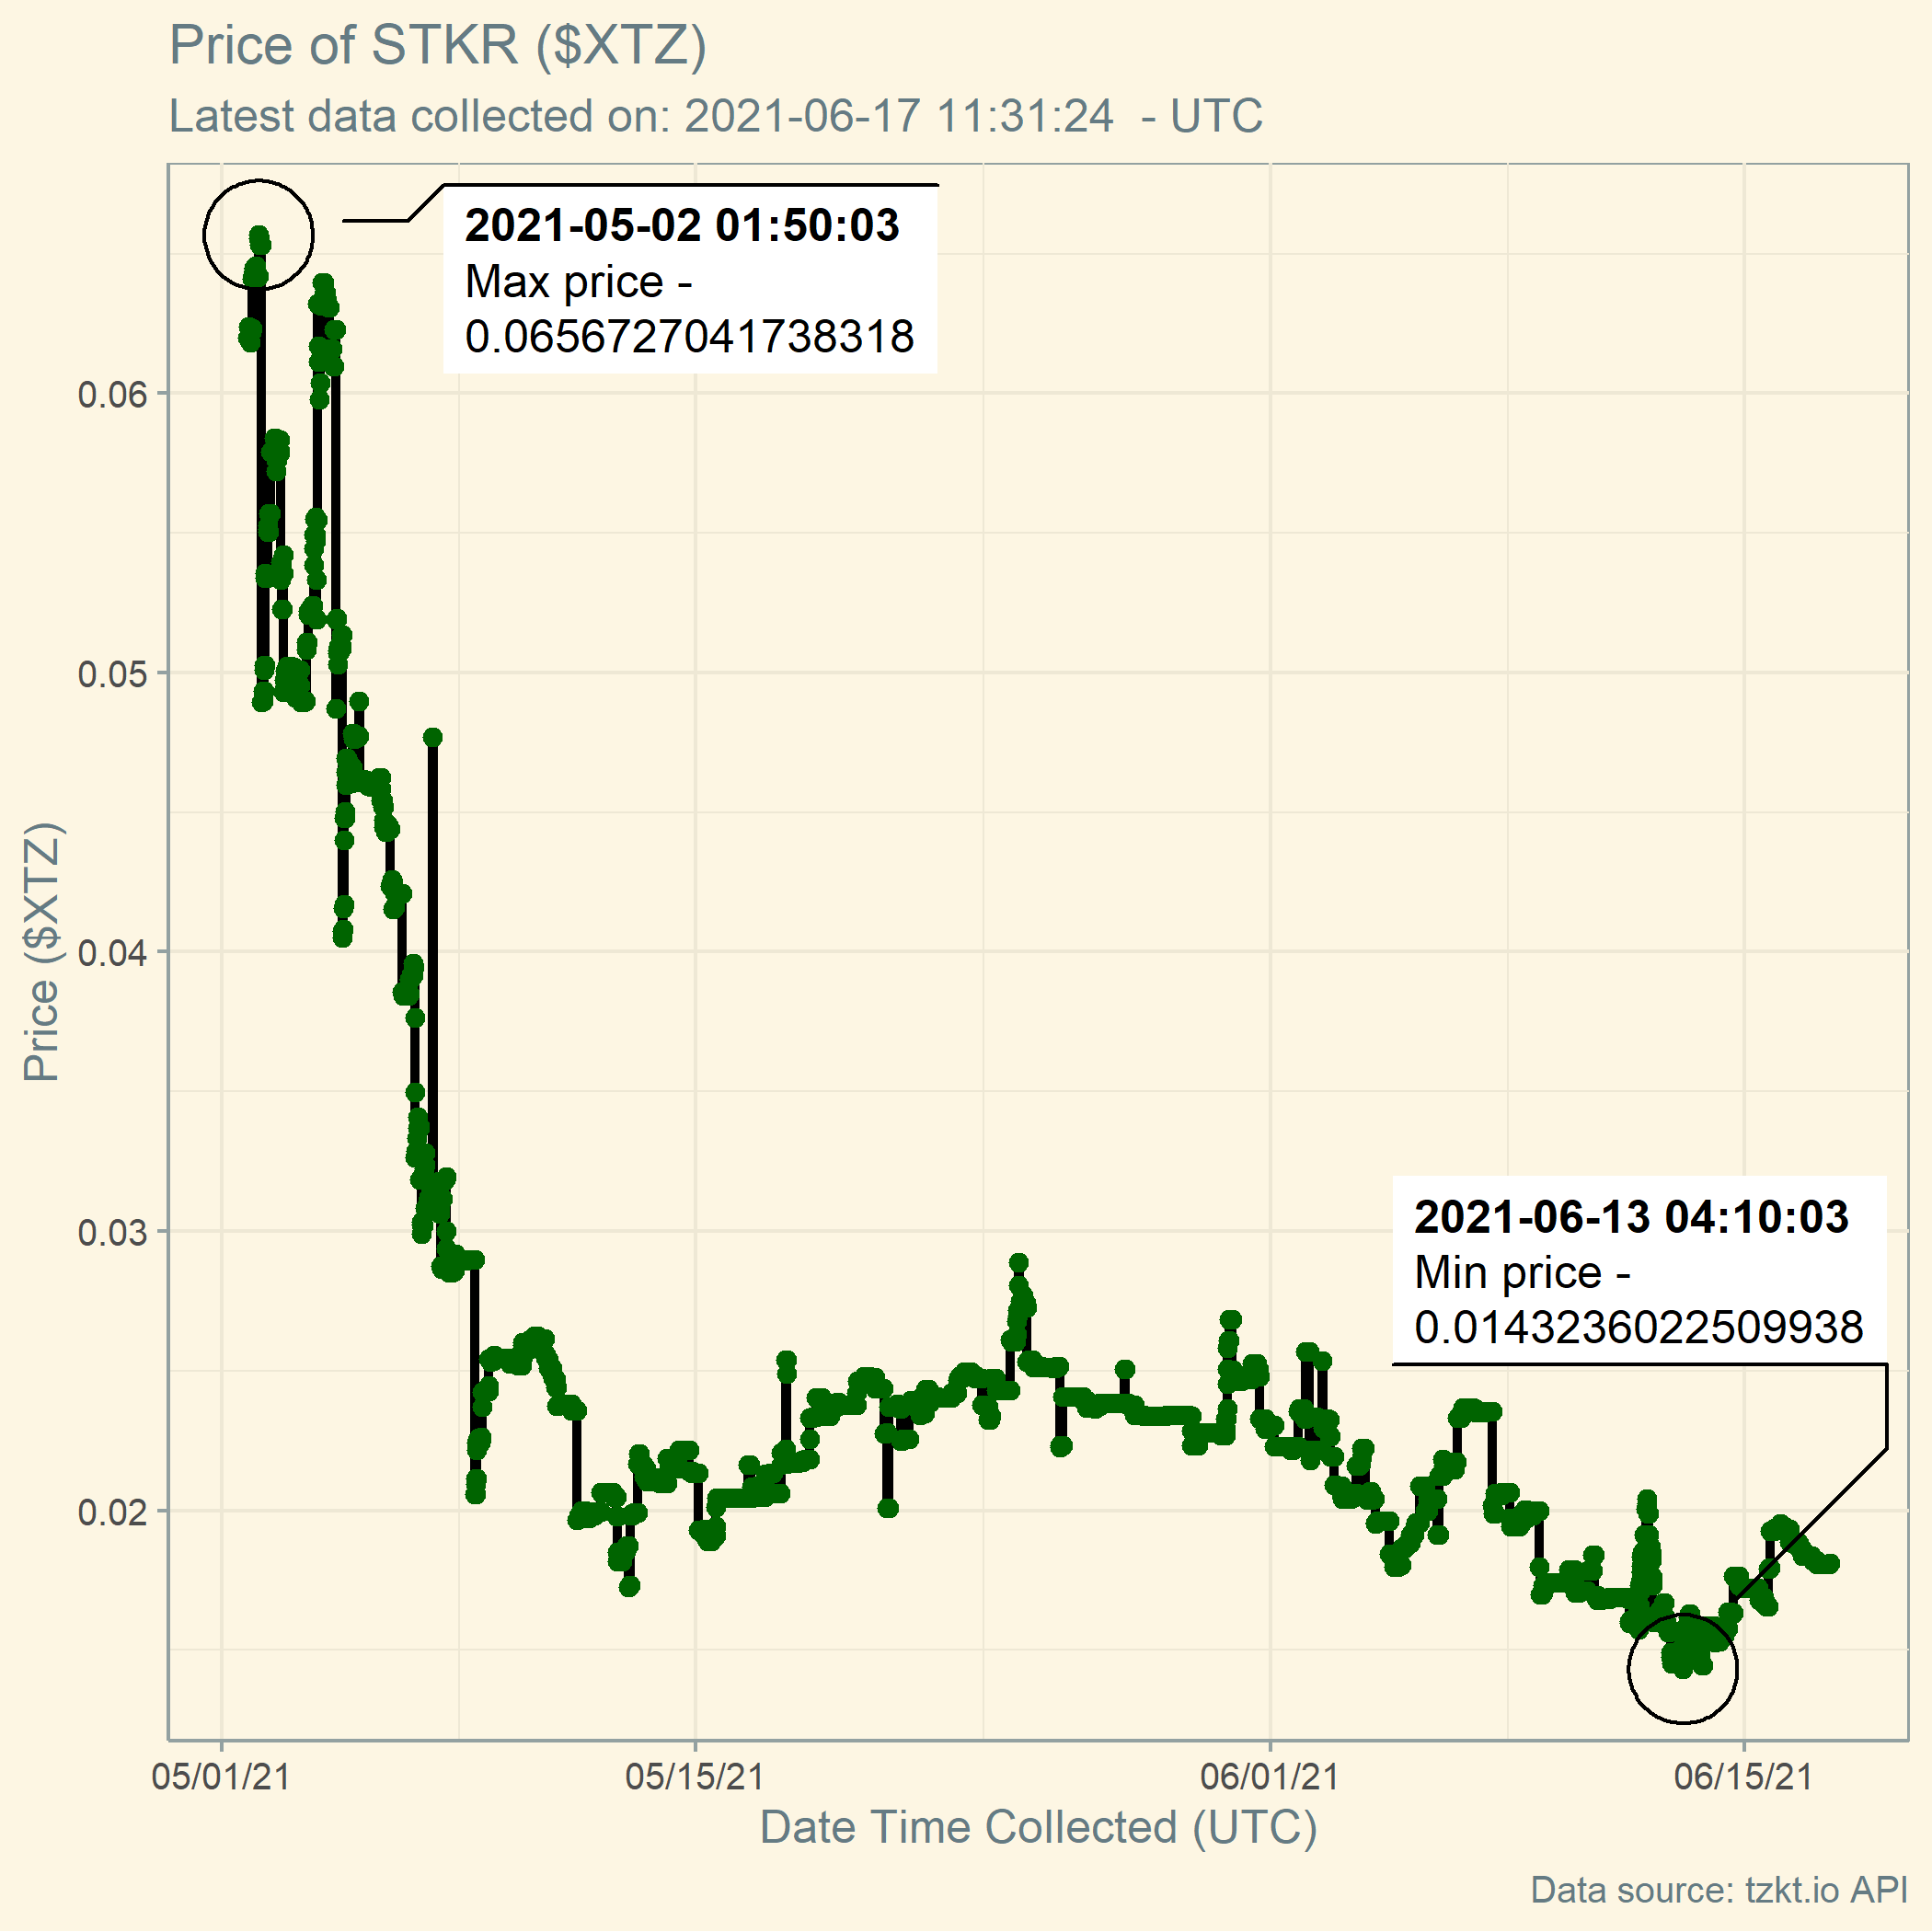 Price of STKR ($XTZ)
Latest data collected on: 2021-06-17 11:31:24  - UTC
2021-05-02 01:50:03
Max price -
0.0656727041738318
0.06
0.05
0.04
0.03
0.02
Price ($XTZ)
2021-06-13 04:10:03
Min price -
0.0143236022509938
05/01/21
05/15/21
06/01/21
06/15/21
Date Time Collected (UTC)
Data source: tzkt.io API